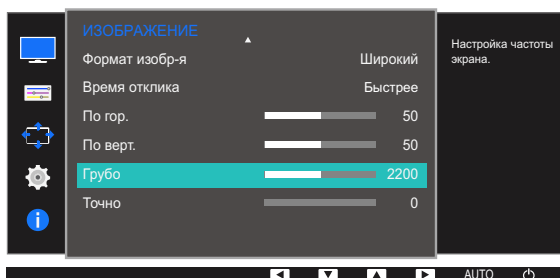 ИЗОБРАЖЕНИЕ
Формат изобр-я Широкий
Время отклика Быстрее
По гор. 50
По верт. 50
Грубо 2200
Точно 0
Настройка частоты
экрана.
AUTO